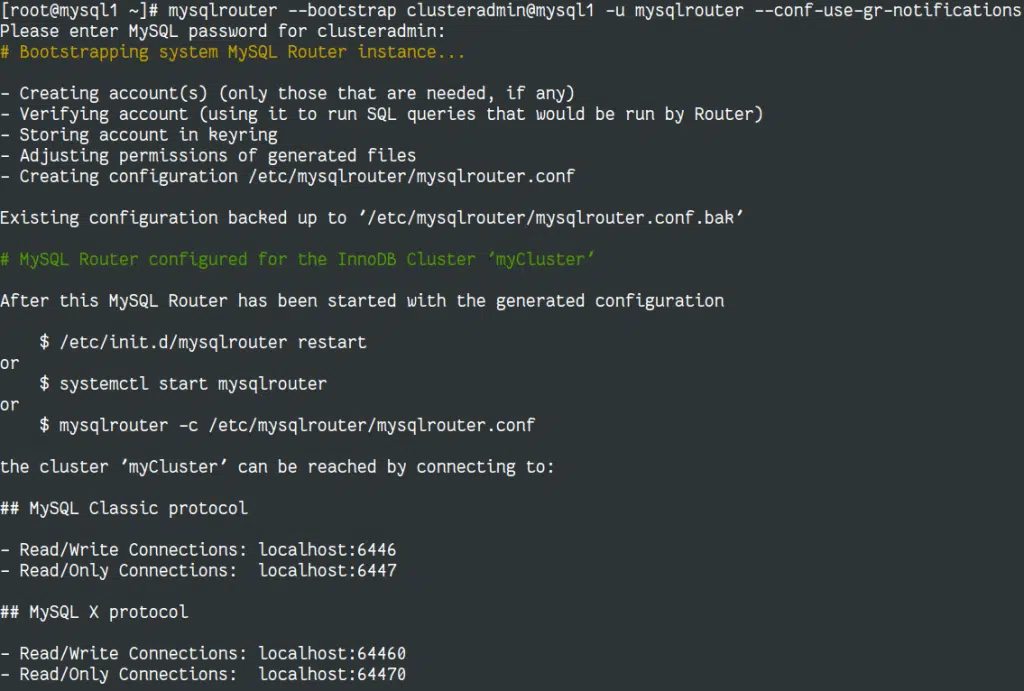 [root@mysql1 ~]# mysqlrouter --bootstrap clusteradmin@mysql1 -u mysqlrouter --conf-use-gr-notifications
Please enter MySQL password for clusteradmin:
# Bootstrapping system MySQL Router instance...
- Creating account(s) (only those that are needed, if any)
- Verifying account (using it to run SQL queries that would be run by Router)
- Storing account in keyring
- Adjusting permissions of generated files
- Creating configuration /etc/mysqlrouter/mysqlrouter.conf
Existing configuration backed up to '/etc/mysqlrouter/mysqlrouter.conf.bak'
# MySQL Router configured for the InnoDB Cluster 'myCluster'
After this MySQL Router has been started with the generated configuration
$ /etc/init.d/mysqlrouter restart
or
$ systemctl start mysqlrouter
or
$ mysqlrouter -c /etc/mysqlrouter/mysqlrouter.conf
the cluster 'myCluster' can be reached by connecting to:
## MySQL Classic protocol
- Read/Write Connections: localhost:6446
- Read/Only Connections:  localhost:6447
## MySQL X protocol
- Read/Write Connections: localhost:64460
- Read/Only Connections:  localhost:64470